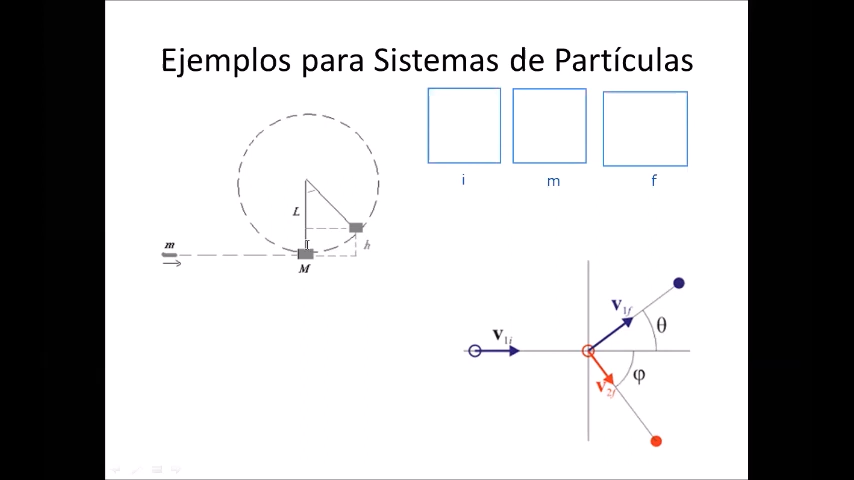 Ejemplos para Sistemas de Partículas
i m f
L
h
m
M
v1f
θ
v1i
φ
v2f